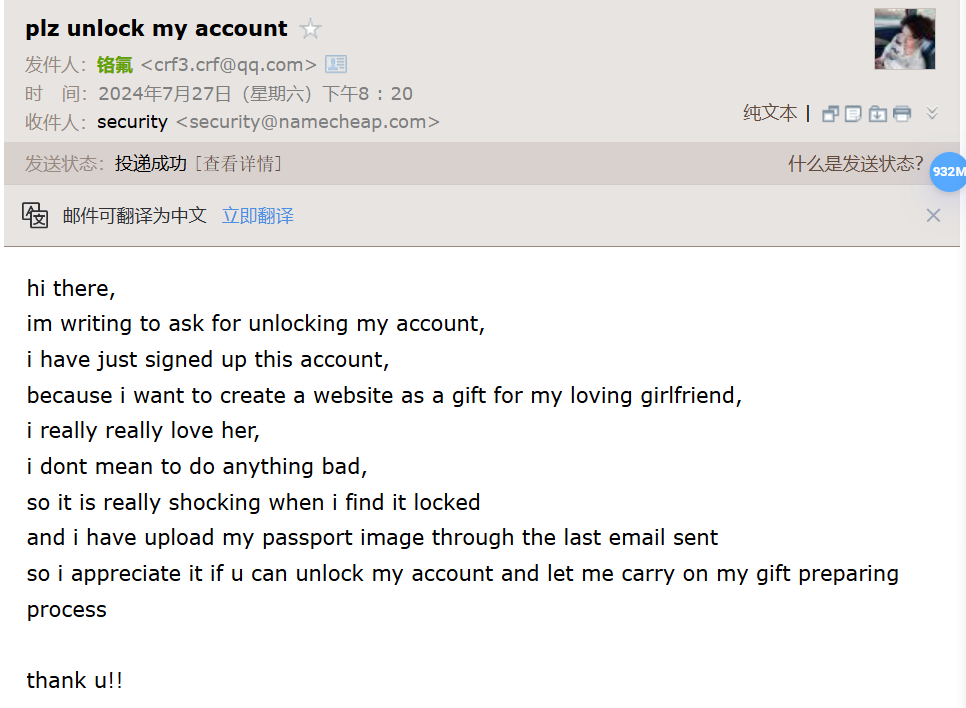 plz unlock my account
发件人：铬氟 <crf3.crf@qq.com>
时 间：2024年7月27日（星期六）下午8：20
收件人：security <security@namecheap.com>
纯文本 |
发送状态：投递成功 [查看详情]
什么是发送状态?
932M
邮件可翻译为中文 立即翻译
hi there,
im writing to ask for unlocking my account,
i have just signed up this account,
because i want to create a website as a gift for my loving girlfriend,
i really really love her,
i dont mean to do anything bad,
so it is really shocking when i find it locked
and i have upload my passport image through the last email sent
so i appreciate it if u can unlock my account and let me carry on my gift preparing
process
thank u!!